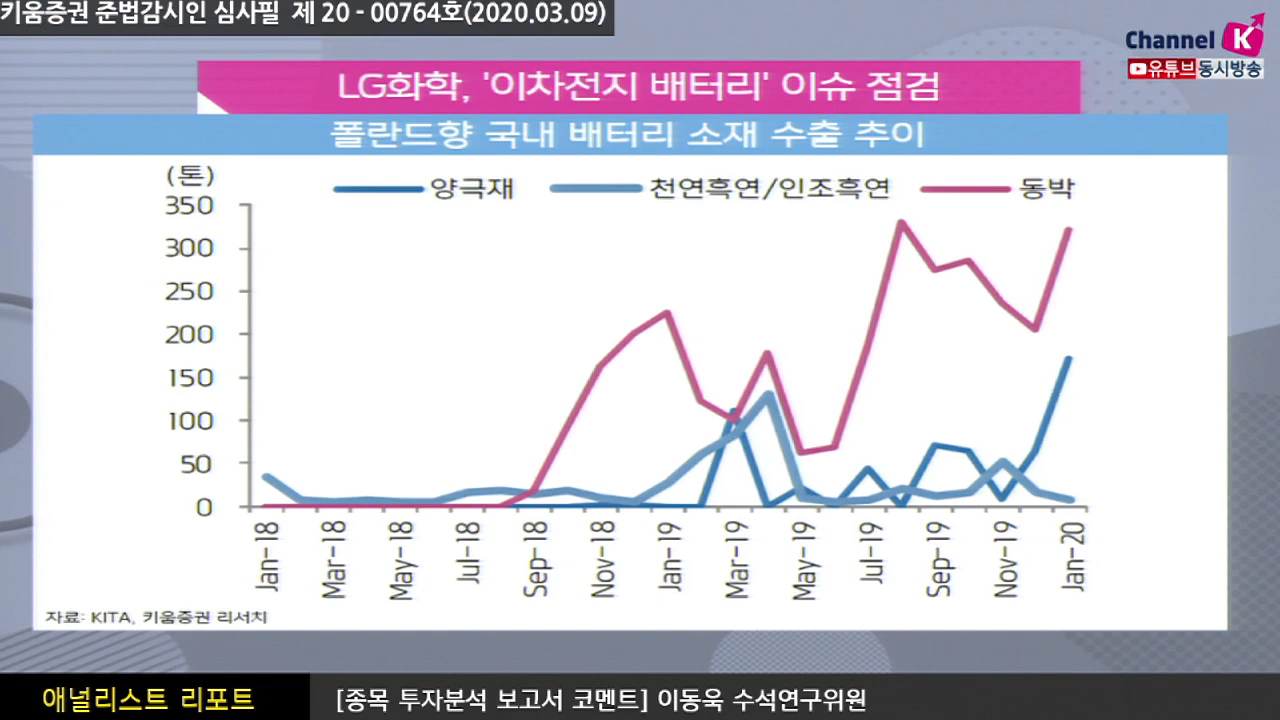 키움증권 준법감시인 심사필 제 20 - 00764호(2020.03.09)
Channel K
유튜브동시방송
LG화학, '이차전지 배터리' 이슈 점검
폴란드향 국내 배터리 소재 수출 추이
(톤)
양극재 천연흑연/인조흑연 동박
350
300
250
200
150
100
50
0
Jan-18 Mar-18 May-18 Jul-18 Sep-18 Nov-18 Jan-19 Mar-19 May-19 Jul-19 Sep-19 Nov-19 Jan-20
자료: KITA, 키움증권 리서치
애널리스트 리포트 [종목 투자분석 보고서 코멘트] 이동욱 수석연구위원